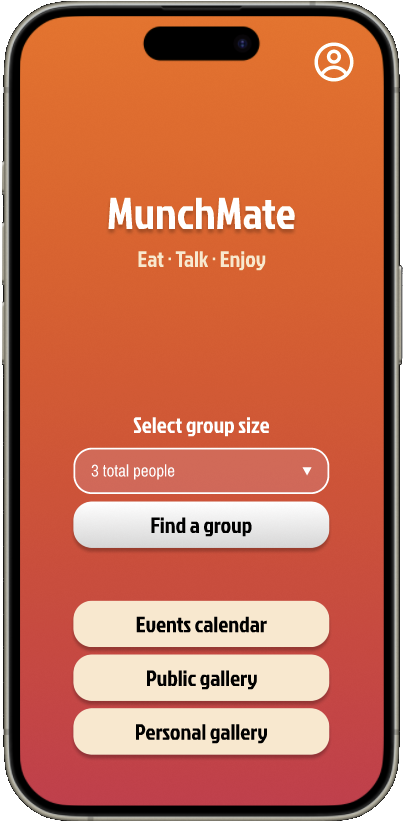 MunchMate
Eat · Talk · Enjoy
Select group size
3 total people
Find a group
Events calendar
Public gallery
Personal gallery